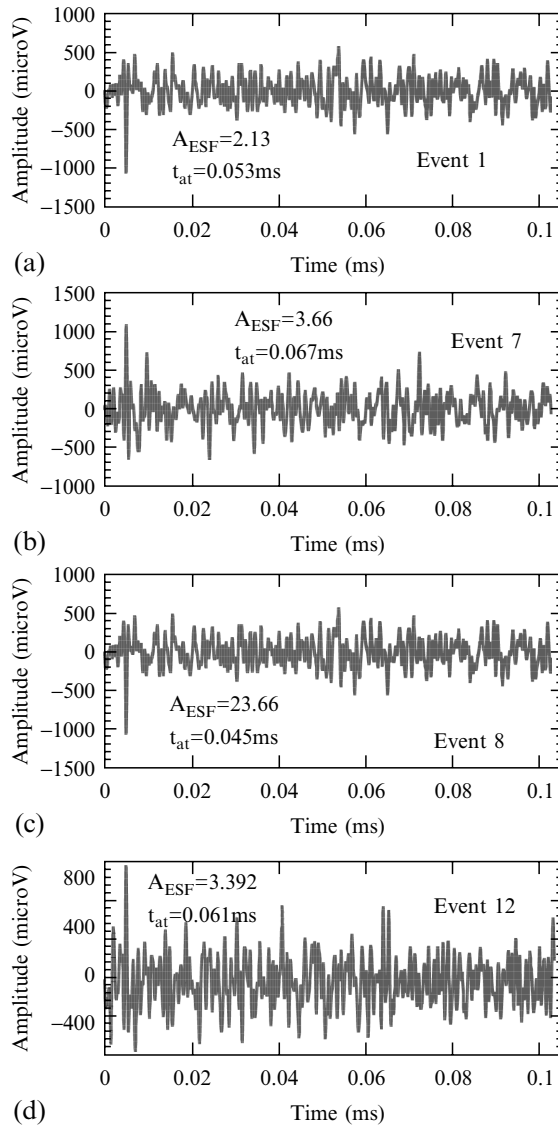 1000
500
0
−500
−1000
−1500
Amplitude (microV)
A_ESF=2.13
t_at=0.053ms
Event 1
0 0.02 0.04 0.06 0.08 0.1
Time (ms)
(a)
1500
1000
500
0
−500
−1000
Amplitude (microV)
A_ESF=3.66
t_at=0.067ms
Event 7
0 0.02 0.04 0.06 0.08 0.1
Time (ms)
(b)
1000
500
0
−500
−1000
−1500
Amplitude (microV)
A_ESF=23.66
t_at=0.045ms
Event 8
0 0.02 0.04 0.06 0.08 0.1
Time (ms)
(c)
800
400
0
−400
Amplitude (microV)
A_ESF=3.392
t_at=0.061ms
Event 12
0 0.02 0.04 0.06 0.08 0.1
Time (ms)
(d)